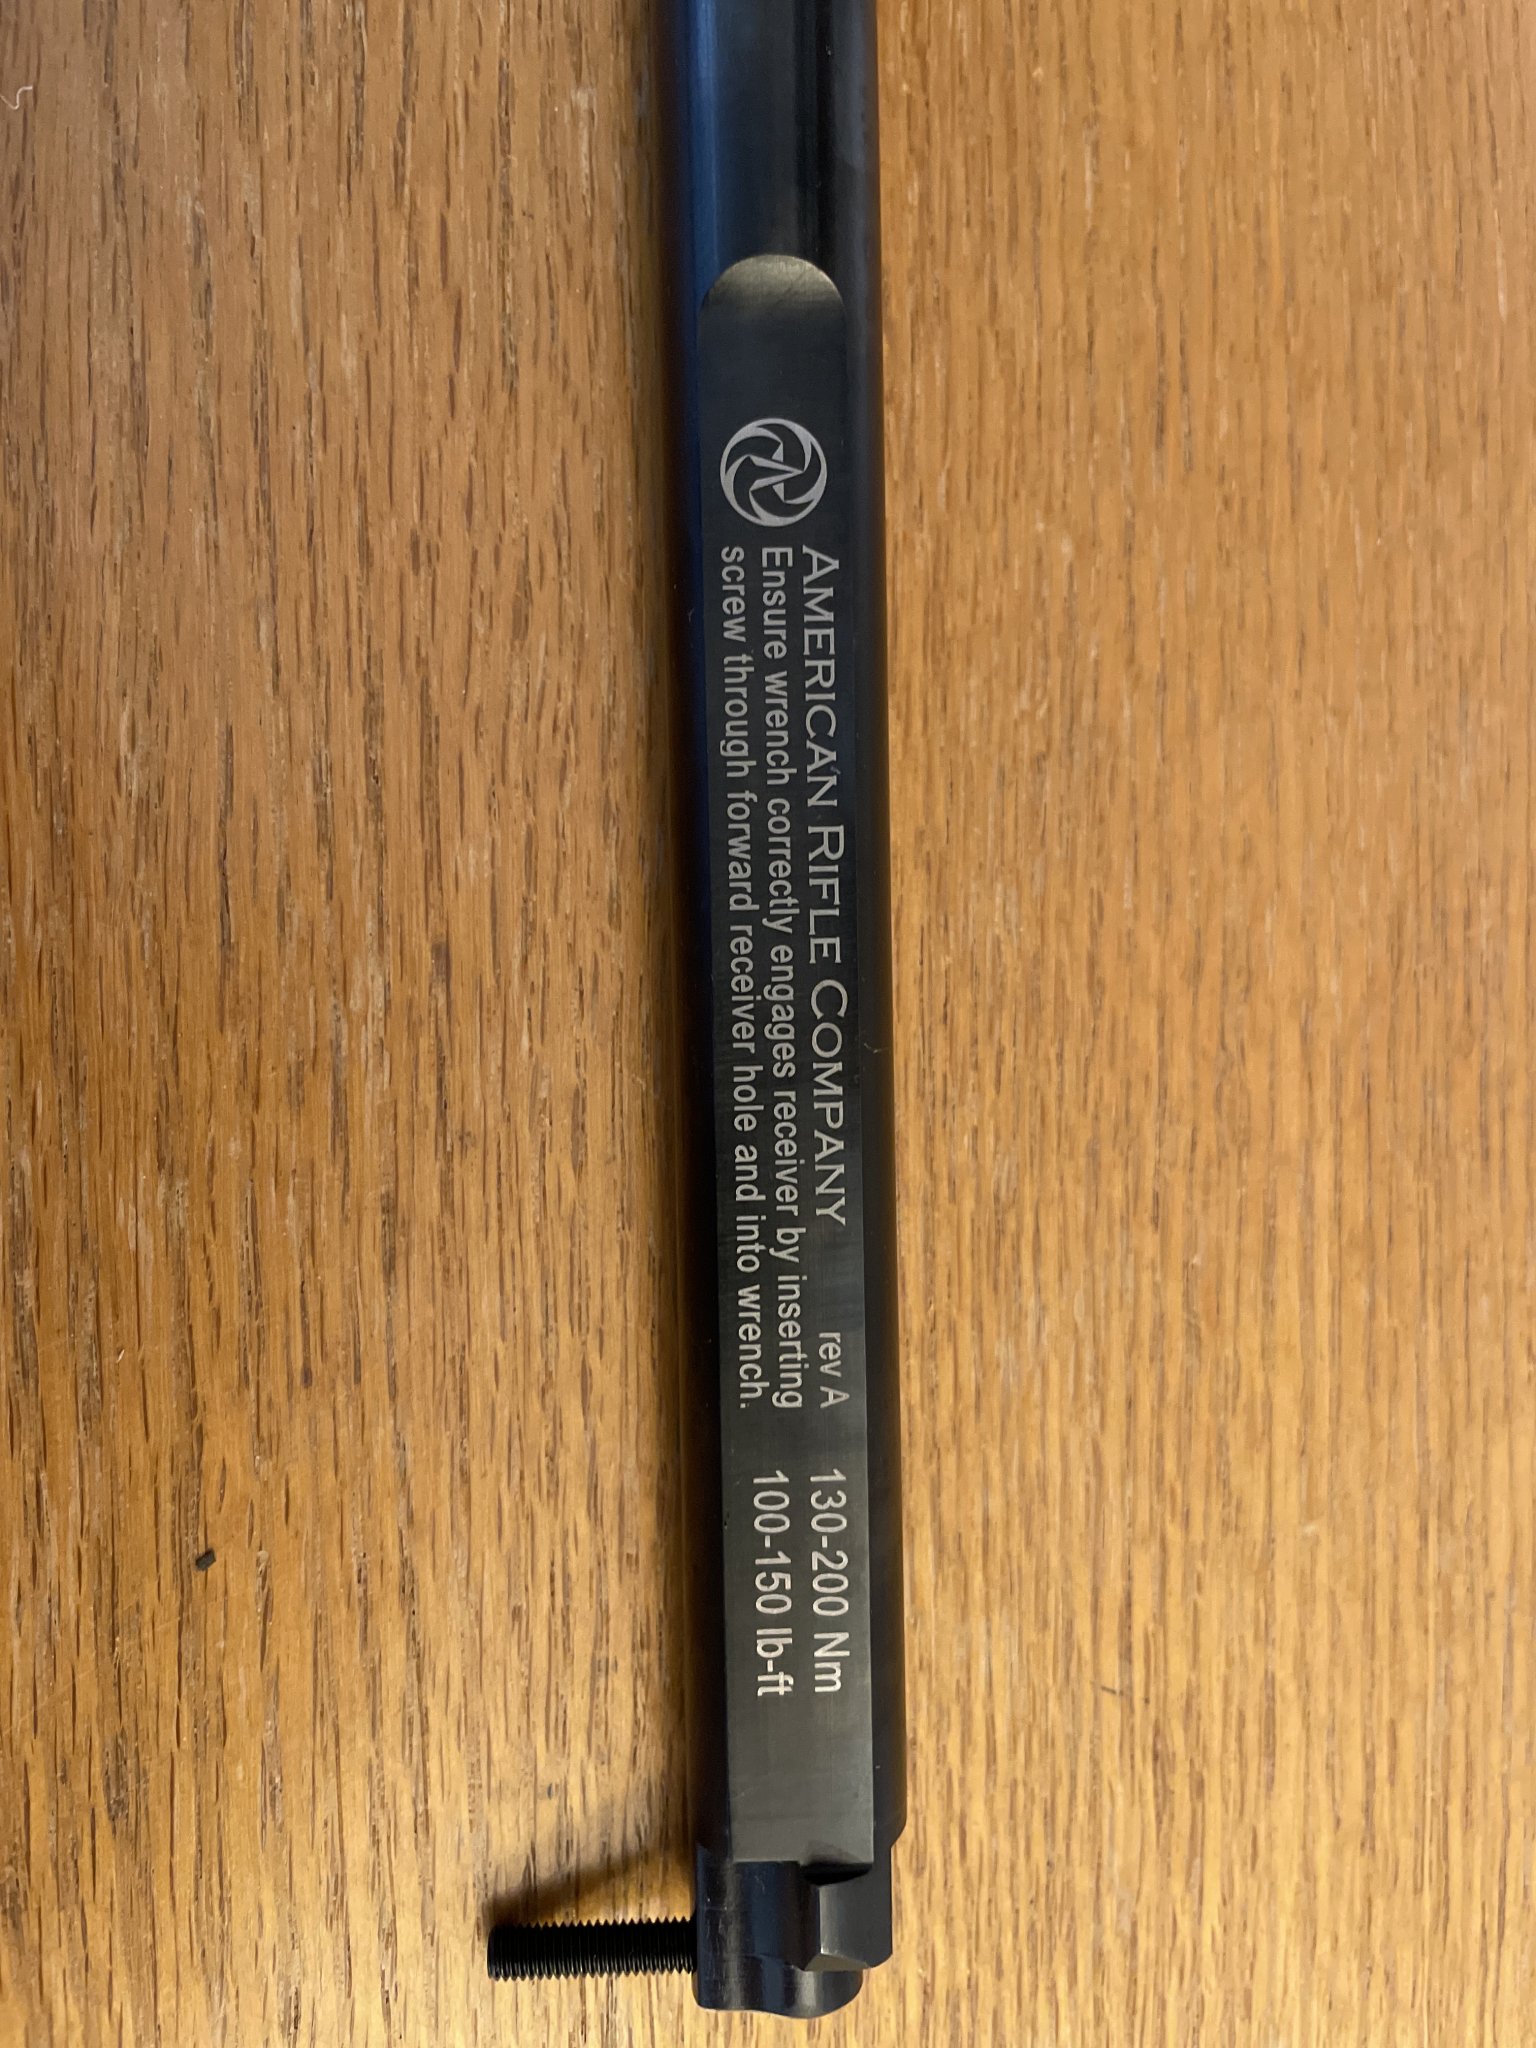 AMERICAN RIFLE COMPANY rev A
Ensure wrench correctly engages receiver by inserting
screw through forward receiver hole and into wrench.
130-200 Nm
100-150 lb-ft